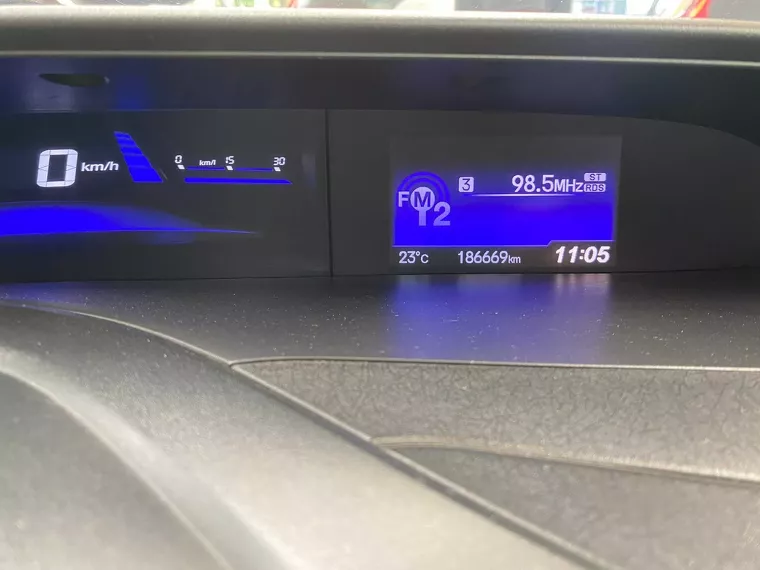 0 km/h
0 km/l 15 30
3 98.5MHz ST RDS
FM 2
23°C 186669km 11:05